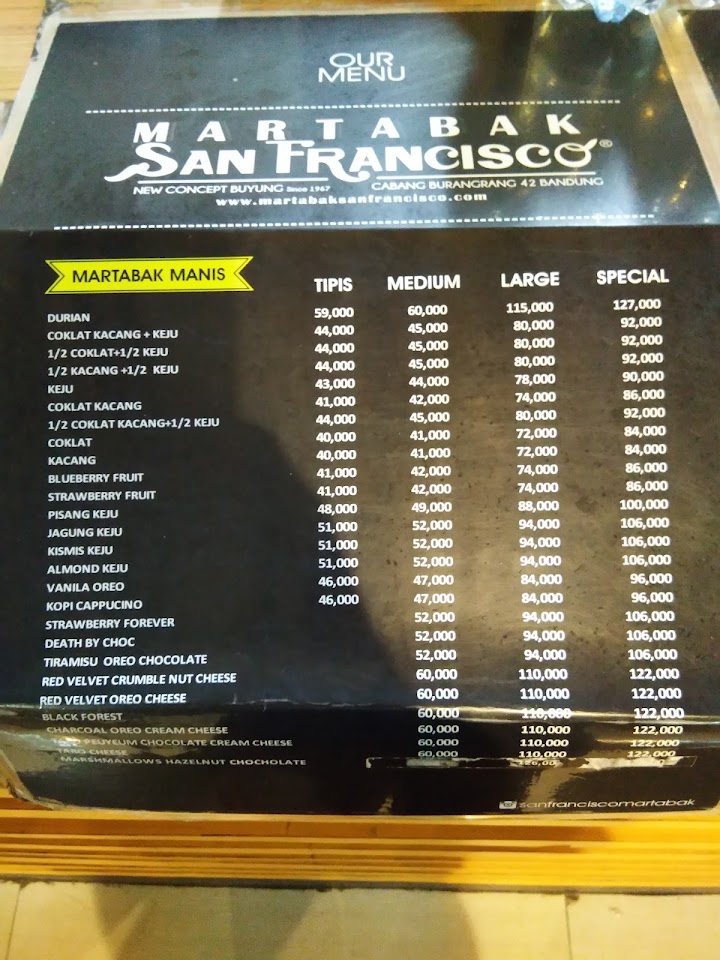 OUR
MENU
MARTABAK
SAN FRANCISCO®
NEW CONCEPT BUYUNG Since 1967 CABANG BURANGRANG 42 BANDUNG
www.martabaksanfrancisco.com
MARTABAK MANIS TIPIS MEDIUM LARGE SPECIAL
DURIAN 59,000 60,000 115,000 127,000
COKLAT KACANG + KEJU 44,000 45,000 80,000 92,000
1/2 COKLAT+1/2 KEJU 44,000 45,000 80,000 92,000
1/2 KACANG +1/2 KEJU 44,000 45,000 80,000 92,000
KEJU 43,000 44,000 78,000 90,000
COKLAT KACANG 41,000 42,000 74,000 86,000
1/2 COKLAT KACANG+1/2 KEJU 44,000 45,000 80,000 92,000
COKLAT 40,000 41,000 72,000 84,000
KACANG 40,000 41,000 72,000 84,000
BLUEBERRY FRUIT 41,000 42,000 74,000 86,000
STRAWBERRY FRUIT 41,000 42,000 74,000 86,000
PISANG KEJU 48,000 49,000 88,000 100,000
JAGUNG KEJU 51,000 52,000 94,000 106,000
KISMIS KEJU 51,000 52,000 94,000 106,000
ALMOND KEJU 51,000 52,000 94,000 106,000
VANILA OREO 46,000 47,000 84,000 96,000
KOPI CAPPUCINO 46,000 47,000 84,000 96,000
STRAWBERRY FOREVER 52,000 94,000 106,000
DEATH BY CHOC 52,000 94,000 106,000
TIRAMISU OREO CHOCOLATE 52,000 94,000 106,000
RED VELVET CRUMBLE NUT CHEESE 60,000 110,000 122,000
RED VELVET OREO CHEESE 60,000 110,000 122,000
BLACK FOREST 60,000 110,000 122,000
CHARCOAL OREO CREAM CHEESE 60,000 110,000 122,000
PEUYEUM CHOCOLATE CREAM CHEESE 60,000 110,000 122,000
TARO CHEESE 60,000 110,000 122,000
MARSHMALLOWS HAZELNUT CHOCHOLATE
sanfranciscomartabak